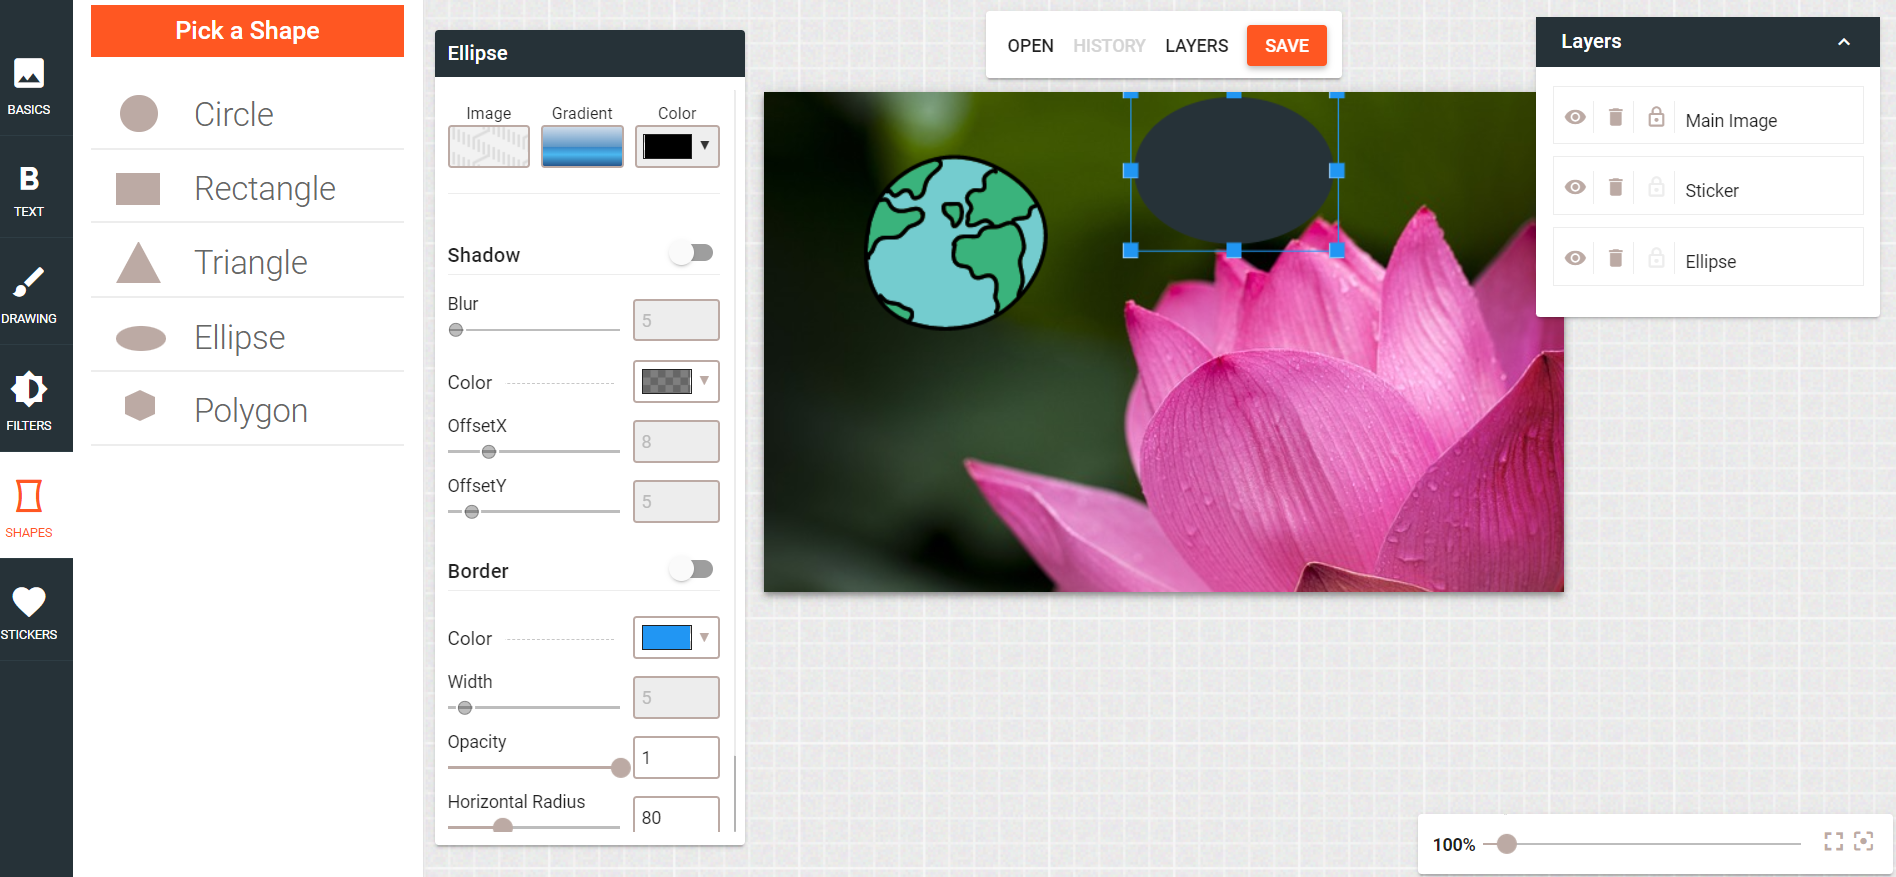 BASICS
B
TEXT
DRAWING
FILTERS
SHAPES
STICKERS
Pick a Shape
Circle
Rectangle
Triangle
Ellipse
Polygon
Ellipse
Image Gradient Color
Shadow
Blur
5
Color
OffsetX
8
OffsetY
5
Border
Color
Width
5
Opacity
1
Horizontal Radius
80
OPEN HISTORY LAYERS SAVE
Layers
Main Image
Sticker
Ellipse
100%